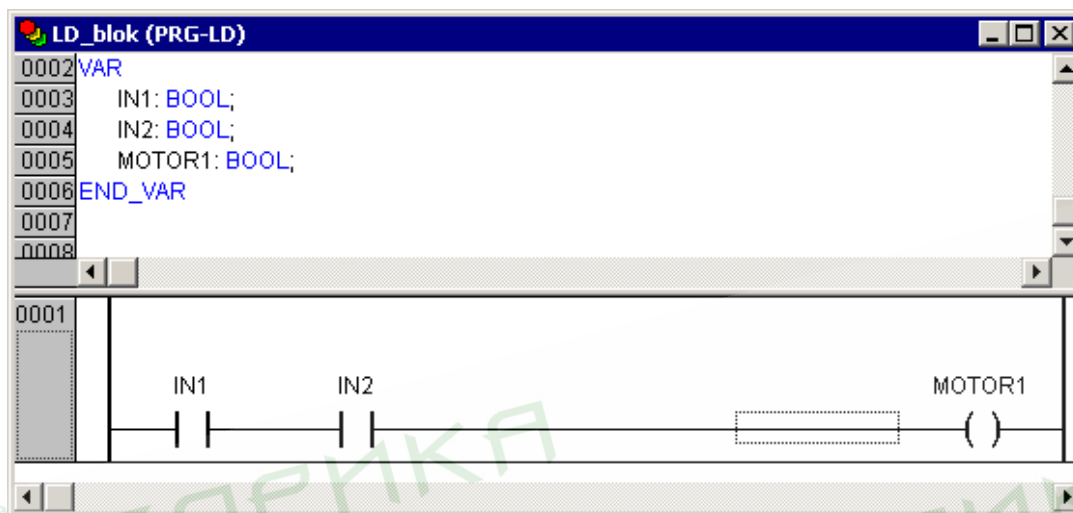 LD_blok (PRG-LD)
0002 VAR
0003 IN1: BOOL;
0004 IN2: BOOL;
0005 MOTOR1: BOOL;
0006 END_VAR
0007
0008
0001
IN1 IN2 MOTOR1